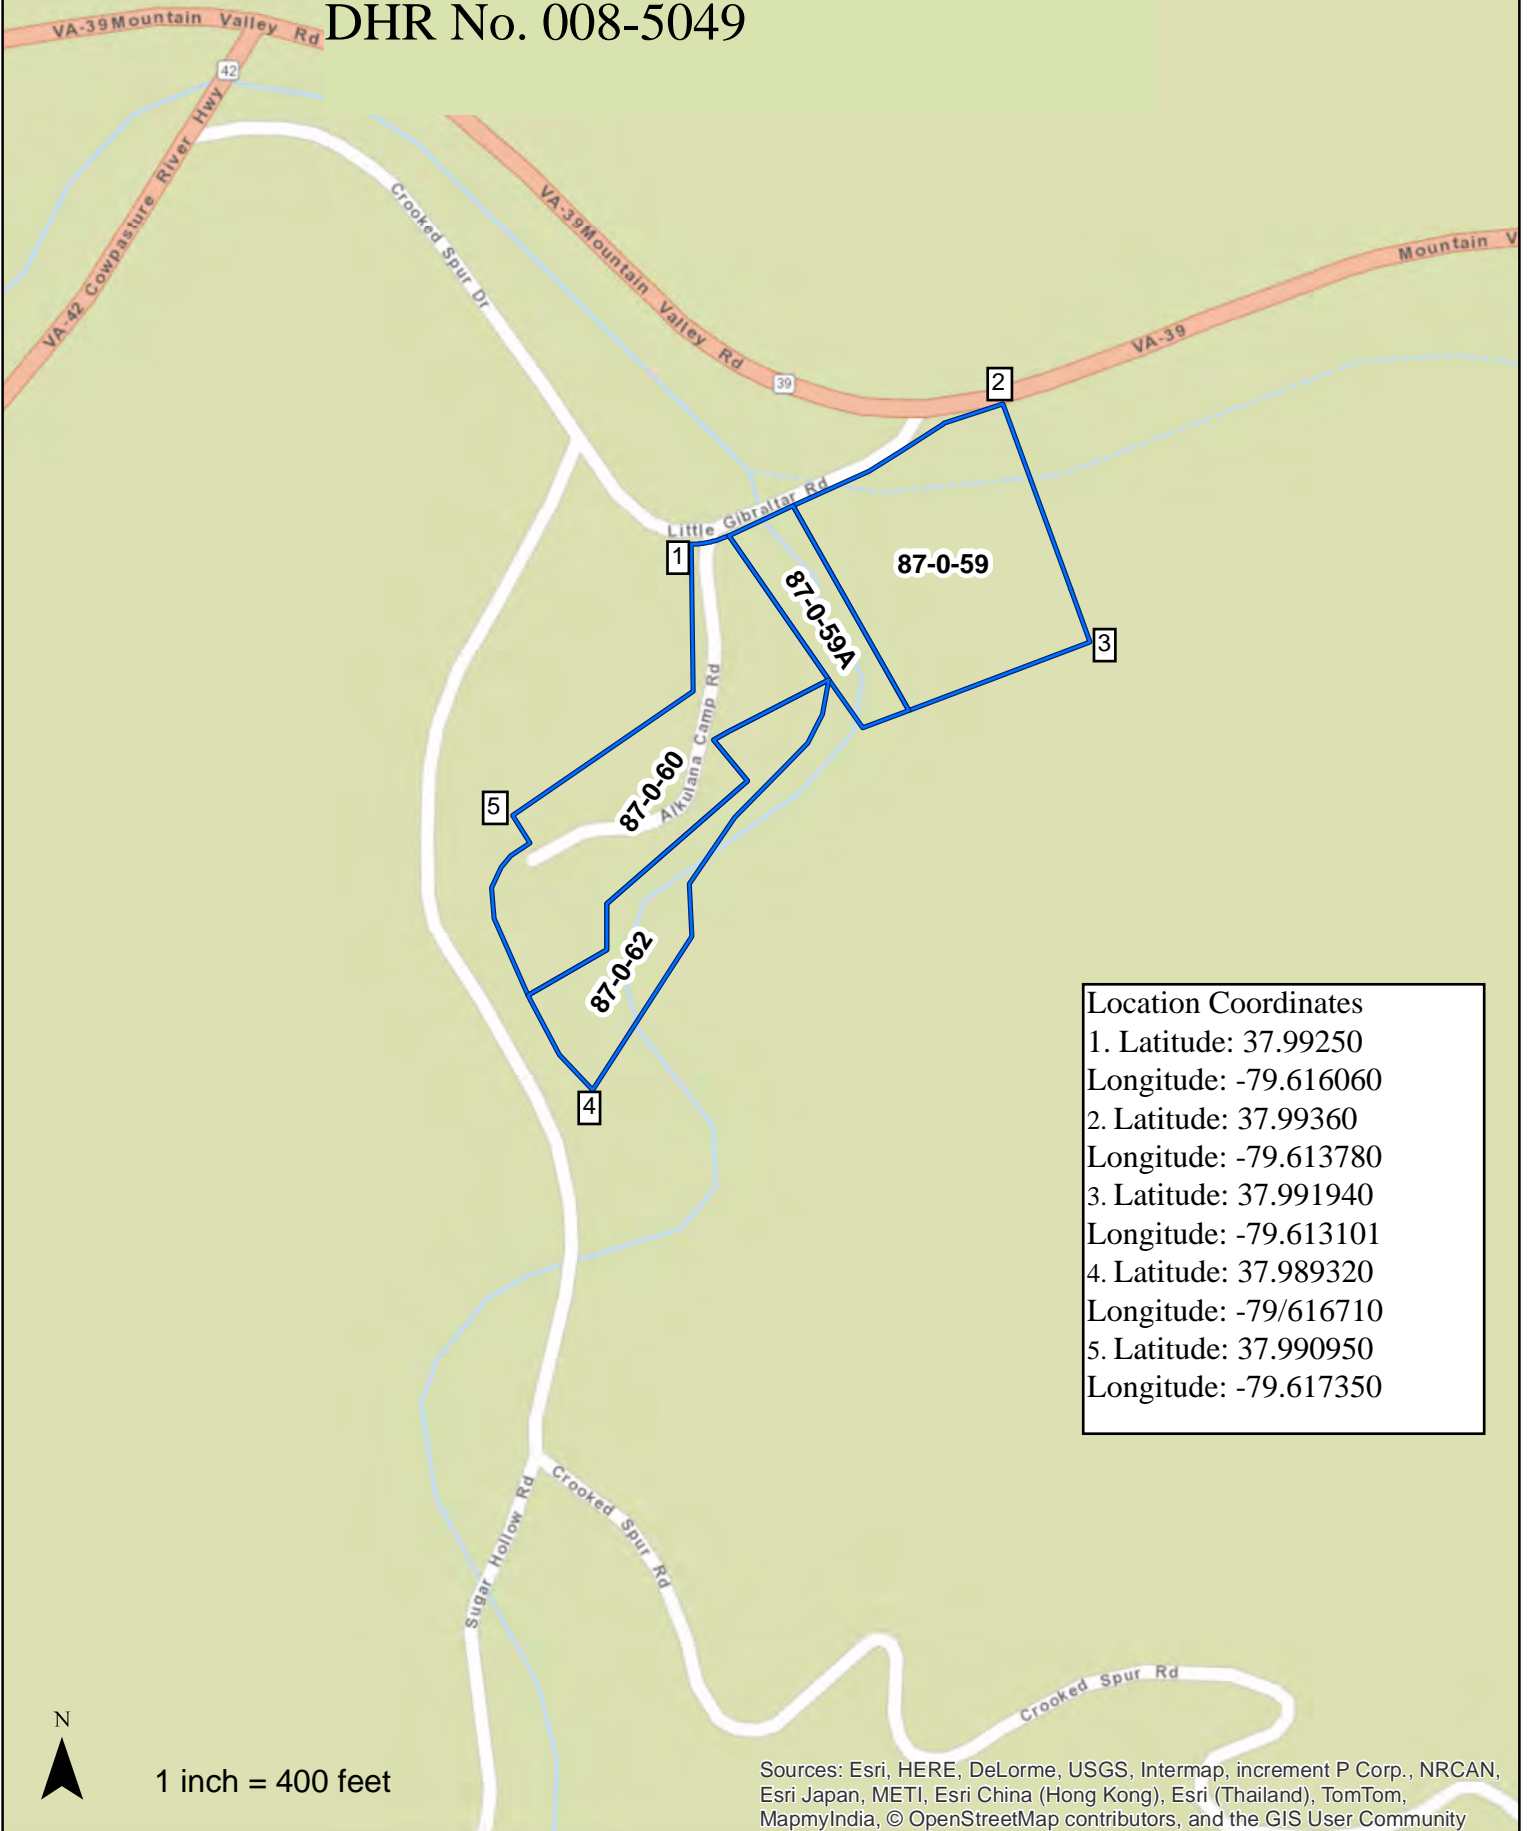 DHR No. 008-5049
VA-39Mountain Valley Rd
42
VA-42 Cowpasture River Hwy
Crooked Spur Dr
VA-39Mountain Valley Rd
39
Mountain V
VA-39
2
Little Gibraltar Rd
1
87-0-59
87-0-59A
3
Alkulana Camp Rd
87-0-60
5
87-0-62
4
Location Coordinates
1. Latitude: 37.99250
Longitude: -79.616060
2. Latitude: 37.99360
Longitude: -79.613780
3. Latitude: 37.991940
Longitude: -79.613101
4. Latitude: 37.989320
Longitude: -79/616710
5. Latitude: 37.990950
Longitude: -79.617350
Sugar Hollow Rd
Crooked Spur Rd
Crooked Spur Rd
N
1 inch = 400 feet
Sources: Esri, HERE, DeLorme, USGS, Intermap, increment P Corp., NRCAN,
Esri Japan, METI, Esri China (Hong Kong), Esri (Thailand), TomTom,
MapmyIndia, © OpenStreetMap contributors, and the GIS User Community